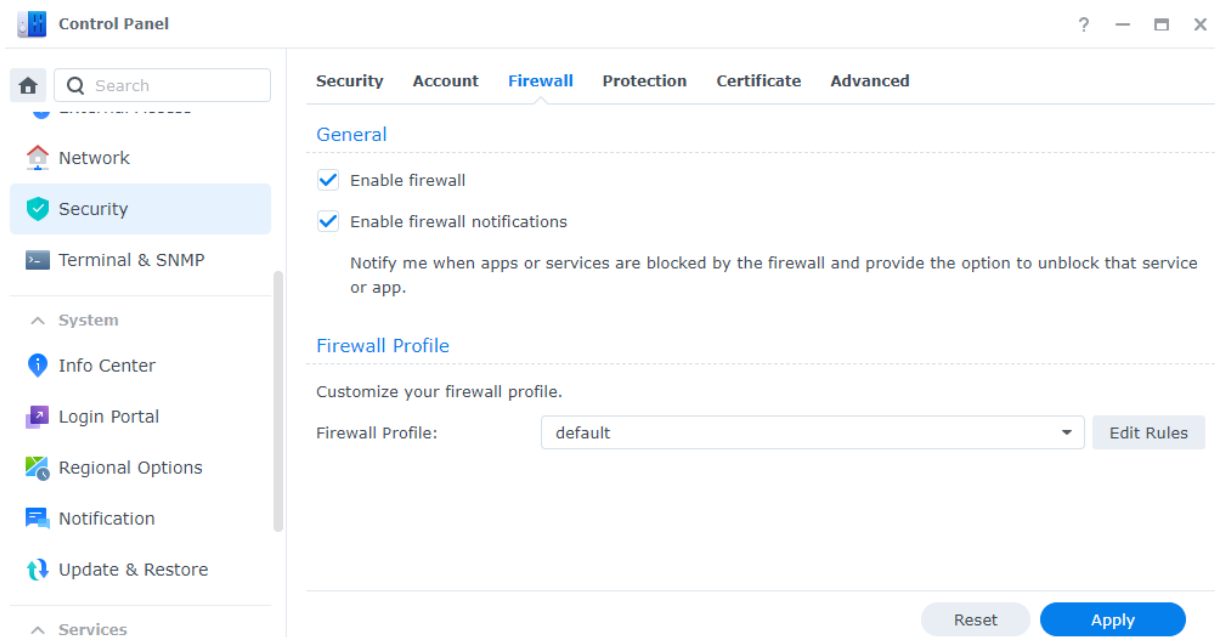 Control Panel
Search
Network
Security
Terminal & SNMP
System
Info Center
Login Portal
Regional Options
Notification
Update & Restore
Services
Security Account Firewall Protection Certificate Advanced
General
Enable firewall
Enable firewall notifications
Notify me when apps or services are blocked by the firewall and provide the option to unblock that service
or app.
Firewall Profile
Customize your firewall profile.
Firewall Profile: default Edit Rules
Reset Apply